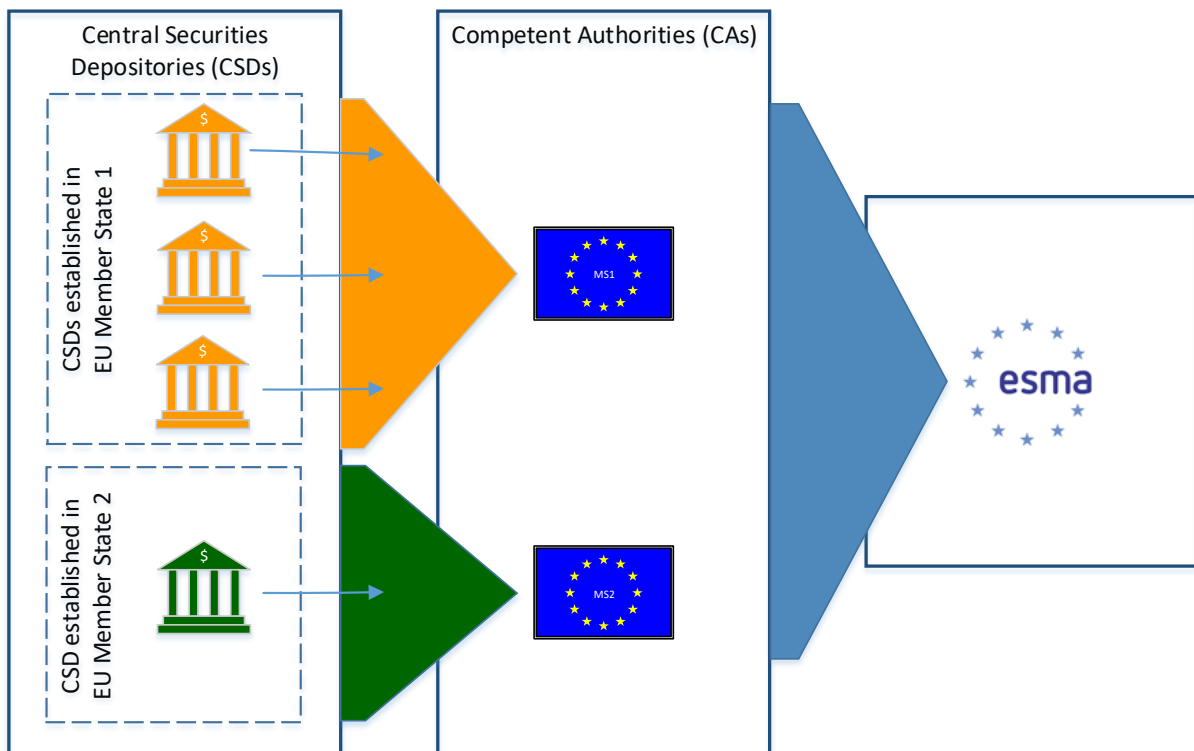 Central Securities
Depositories (CSDs)
Competent Authorities (CAs)
CSDs established in
EU Member State 1
$
$
$
MS1
esma
CSD established in
EU Member State 2
$
MS2